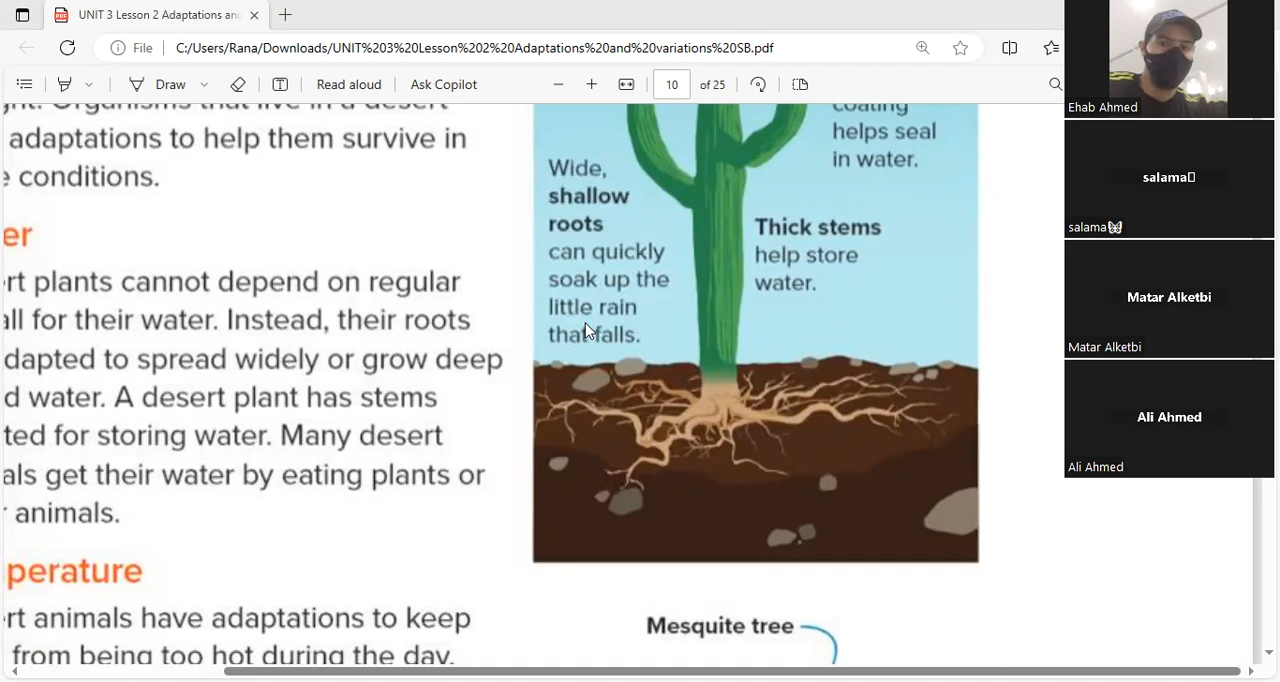 UNIT 3 Lesson 2 Adaptations an
File
C:/Users/Rana/Downloads/UNIT%203%20Lesson%202%20Adaptations%20and%20variations%20SB.pdf
Draw
Read aloud
Ask Copilot
10 of 25
Organisms that live in a desert
adaptations to help them survive in
conditions.
er
rt plants cannot depend on regular
all for their water. Instead, their roots
dapted to spread widely or grow deep
d water. A desert plant has stems
ted for storing water. Many desert
als get their water by eating plants or
animals.
perature
rt animals have adaptations to keep
from being too hot during the day.
coating
helps seal
in water.
Wide,
shallow
roots
can quickly
soak up the
little rain
that falls.
Thick stems
help store
water.
Mesquite tree
Ehab Ahmed
salama
salama
Matar Alketbi
Matar Alketbi
Ali Ahmed
Ali Ahmed